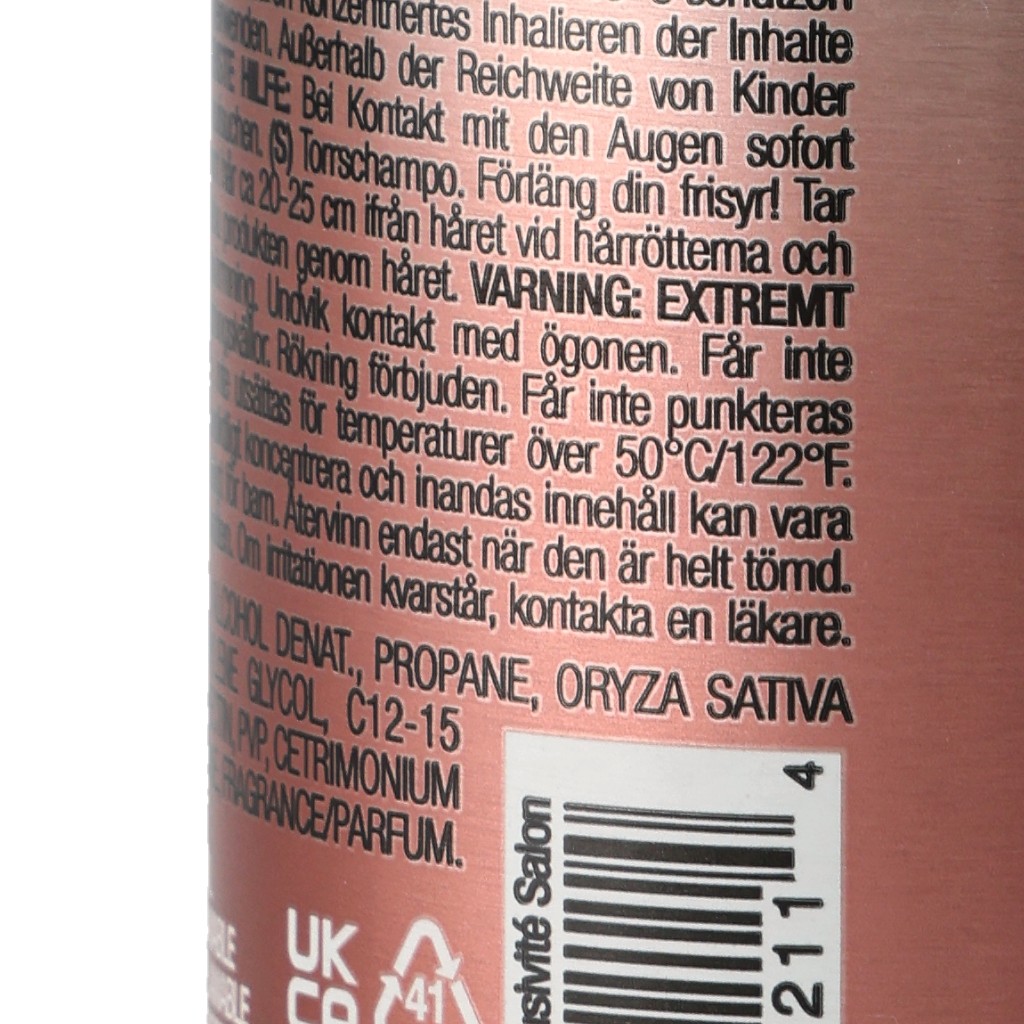 konzentriertes Inhalieren der Inhalte
Außerhalb der Reichweite von Kinder
HILFE: Bei Kontakt mit den Augen sofort
(S) Torrschampo. Förläng din frisyr! Tar
ca 20-25 cm ifrån håret vid hårrötterna och
produkten genom håret. VARNING: EXTREMT
Undvik kontakt med ögonen. Får inte
Rökning förbjuden. Får inte punkteras
utsättas för temperaturer över 50°C/122°F.
koncentrera och inandas innehåll kan vara
för barn. Återvinn endast när den är helt tömd.
Om irritationen kvarstår, kontakta en läkare.
DENAT., PROPANE, ORYZA SATIVA
GLYCOL, C12-15
PVP, CETRIMONIUM
FRAGRANCE/PARFUM.
UK
CA
41
Salon
211 4